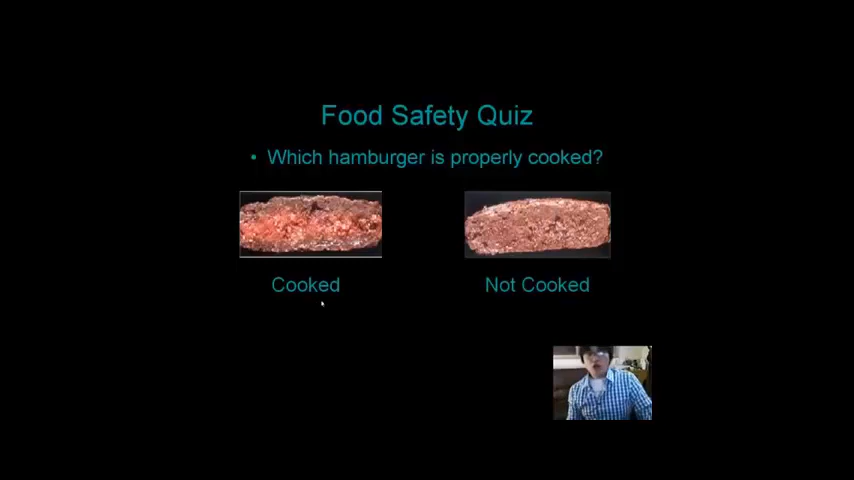 Food Safety Quiz
• Which hamburger is properly cooked?
Cooked
Not Cooked